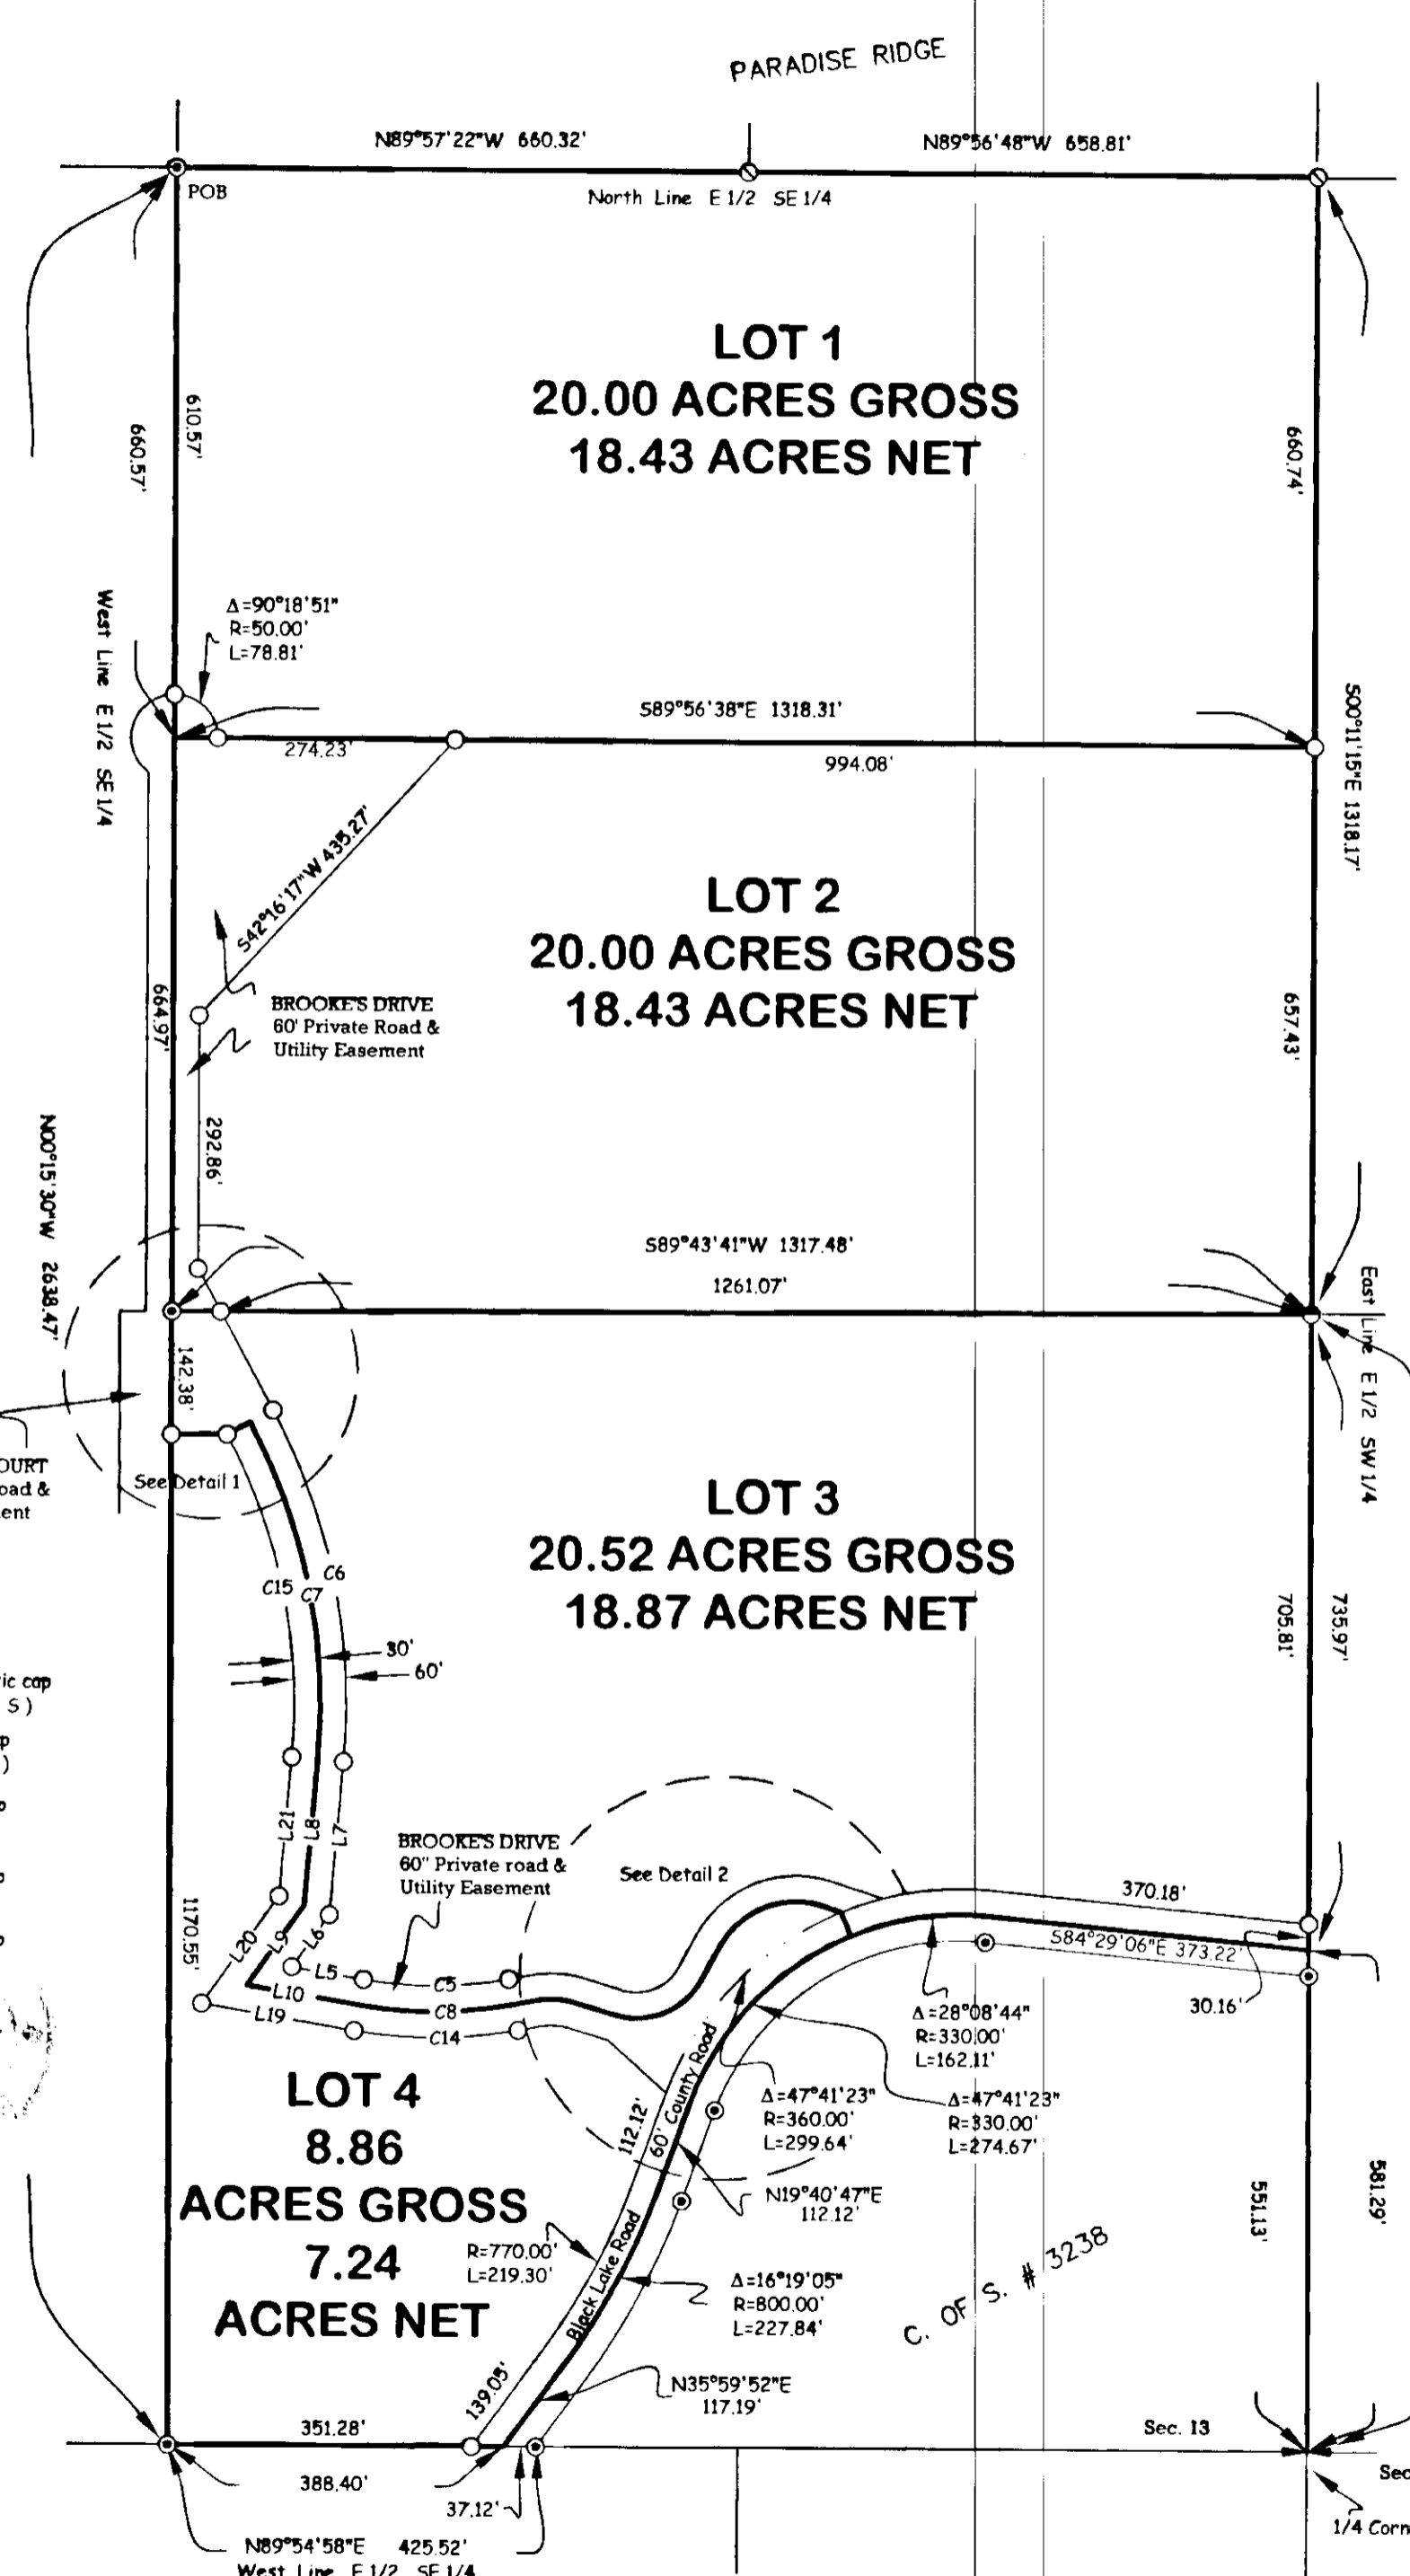 PARADISE RIDGE
N89°57'22"W 660.32'
N89°56'48"W 658.81'
POB
North Line E 1/2 SE 1/4
LOT 1
20.00 ACRES GROSS
18.43 ACRES NET
610.57'
660.57'
660.74'
West Line E 1/2 SE 1/4
Δ=90°18'51"
R=50.00'
L=78.81'
S89°56'38"E 1318.31'
274.23'
994.08'
S00°11'15"E 1318.17'
S42°16'17"W 435.27'
LOT 2
20.00 ACRES GROSS
18.43 ACRES NET
664.97'
BROOKE'S DRIVE
60' Private Road &
Utility Easement
657.43'
292.86'
N00°15'30"W 2638.47'
S89°43'41"W 1317.48'
1261.07'
East Line E 1/2 SW 1/4
142.38'
OURT
oad &
ent
See Detail 1
LOT 3
20.52 ACRES GROSS
18.87 ACRES NET
C15
C7
C6
705.81'
735.97'
30'
60'
ric cap
S)
L21
L8
L7
BROOKE'S DRIVE
60" Private road &
Utility Easement
See Detail 2
370.18'
1170.55'
L20
L9
L6
S84°29'06"E 373.22'
L5
C5
L10
C8
30.16'
L19
C14
Δ=28°08'44"
R=330.00'
L=162.11'
LOT 4
8.86
ACRES GROSS
7.24
ACRES NET
112.12'
60' County Road
Δ=47°41'23"
R=360.00'
L=299.64'
Δ=47°41'23"
R=330.00'
L=274.67'
N19°40'47"E
112.12'
551.13'
581.29'
R=770.00'
L=219.30'
Black Lake Road
Δ=16°19'05"
R=800.00'
L=227.84'
C. OF S. # 3238
139.05'
N35°59'52"E
117.19'
351.28'
Sec. 13
388.40'
Sec
37.12'
1/4 Corn
N89°54'58"E 425.52'
West Line E 1/2 SE 1/4